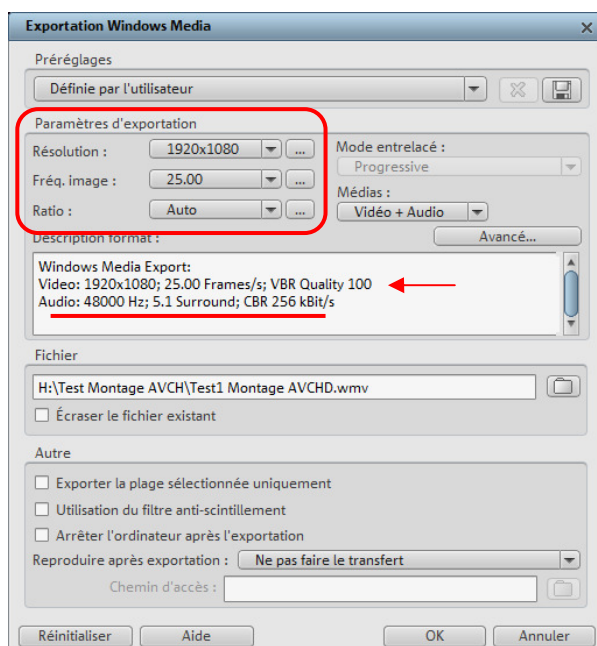 Exportation Windows Media
Préréglages
Définie par l'utilisateur
Paramètres d'exportation
Résolution : 1920x1080 ...
Mode entrelacé :
Progressive
Fréq. image : 25.00 ...
Médias :
Vidéo + Audio
Ratio : Auto ...
Description format :
Avancé...
Windows Media Export:
Video: 1920x1080; 25.00 Frames/s; VBR Quality 100
Audio: 48000 Hz; 5.1 Surround; CBR 256 kBit/s
Fichier
H:\Test Montage AVCH\Test1 Montage AVCHD.wmv
Écraser le fichier existant
Autre
Exporter la plage sélectionnée uniquement
Utilisation du filtre anti-scintillement
Arrêter l'ordinateur après l'exportation
Reproduire après exportation : Ne pas faire le transfert
Chemin d'accès :
Réinitialiser Aide OK Annuler